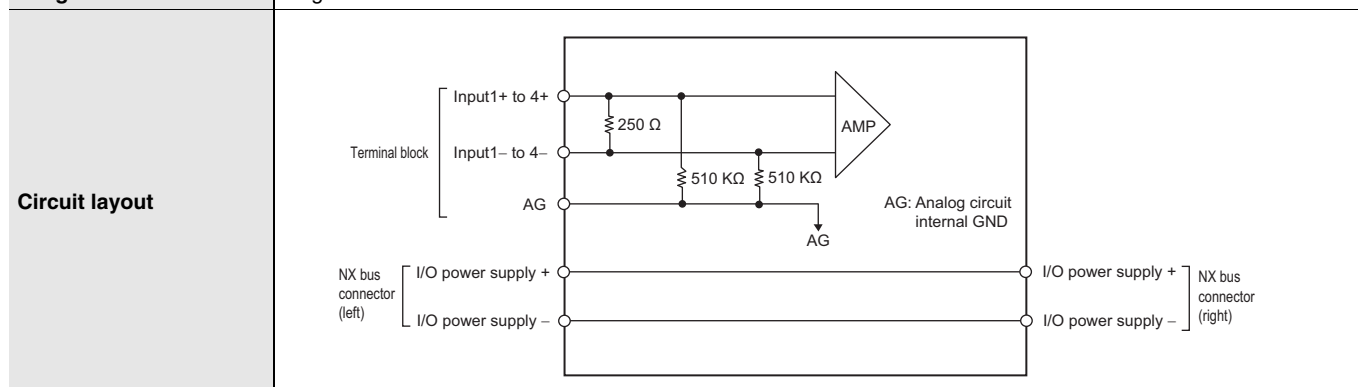 Circuit layout
Terminal block
Input1+ to 4+
Input1− to 4−
AG
250 Ω
510 KΩ
510 KΩ
AMP
AG
AG: Analog circuit
internal GND
NX bus
connector
(left)
I/O power supply +
I/O power supply −
I/O power supply +
I/O power supply −
NX bus
connector
(right)